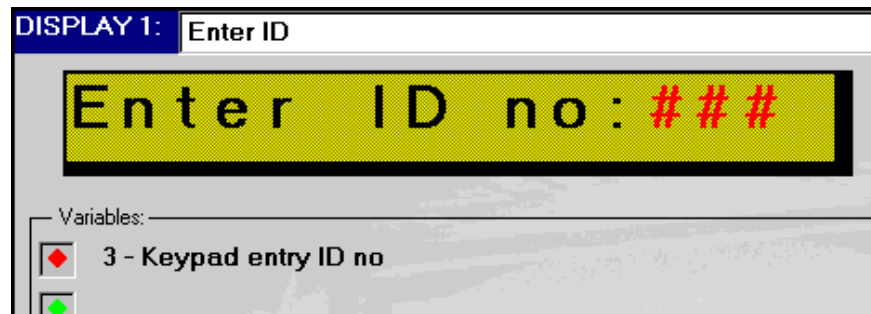 DISPLAY 1: Enter ID
Enter ID no:###
Variables:
3 - Keypad entry ID no